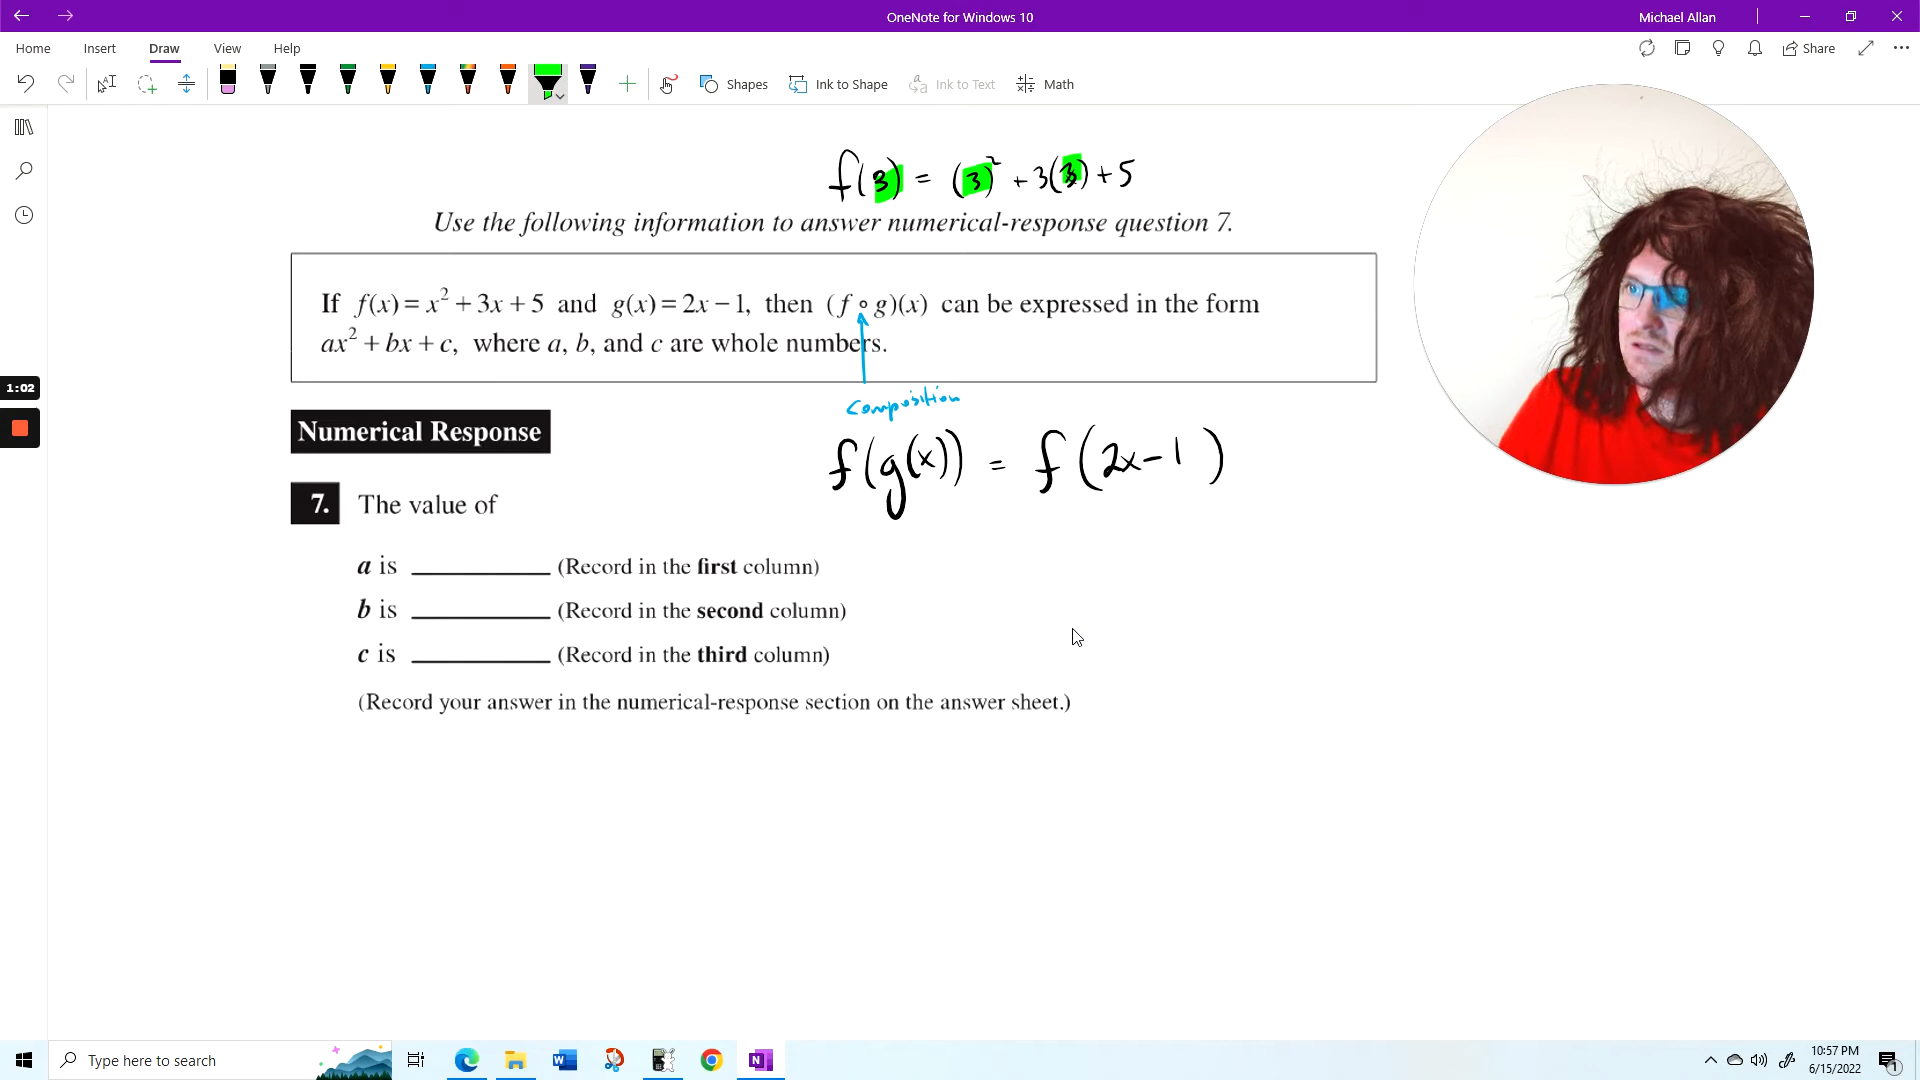 OneNote for Windows 10
Michael Allan
Home Insert Draw View Help
Share
Shapes Ink to Shape Ink to Text Math
f(3) = (3)² + 3(3) + 5
Use the following information to answer numerical-response question 7.
If f(x) = x² + 3x + 5 and g(x) = 2x − 1, then (f ∘ g)(x) can be expressed in the form
ax² + bx + c, where a, b, and c are whole numbers.
1:02
Composition
Numerical Response
f(g(x)) = f(2x-1)
7. The value of
a is __________ (Record in the first column)
b is __________ (Record in the second column)
c is __________ (Record in the third column)
(Record your answer in the numerical-response section on the answer sheet.)
Type here to search
10:57 PM
6/15/2022
1